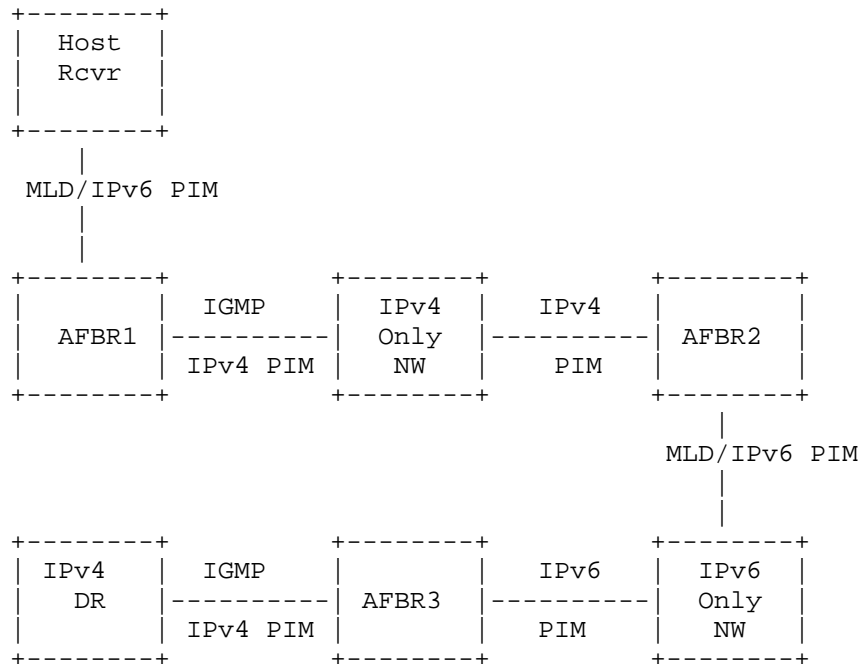 Host
Rcvr
MLD/IPv6 PIM
IGMP IPv4 IPv4
AFBR1 Only AFBR2
IPv4 PIM NW PIM
MLD/IPv6 PIM
IPv4 IGMP IPv6 IPv6
DR AFBR3 Only
IPv4 PIM PIM NW